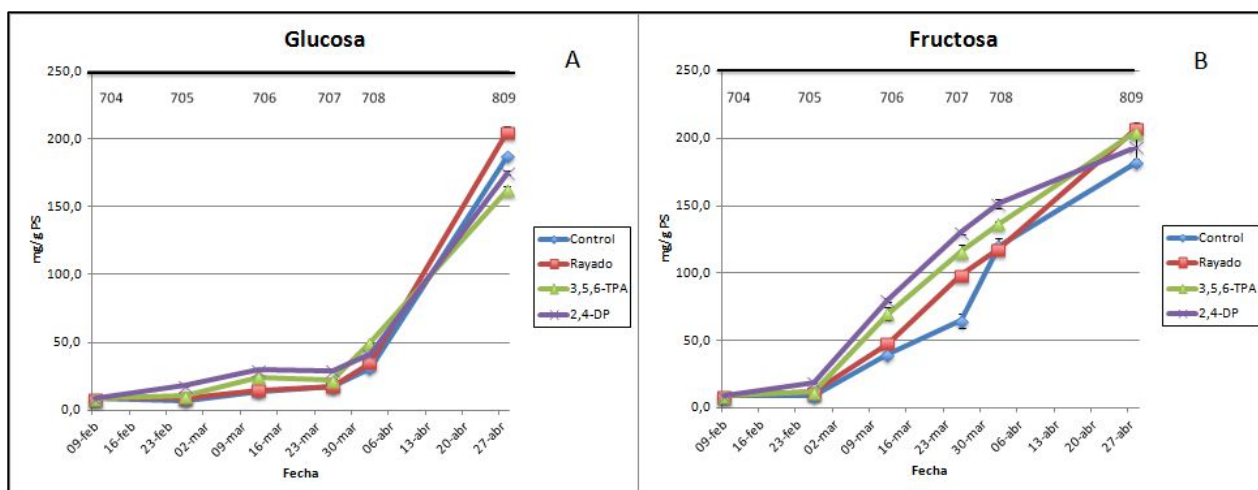 Glucosa
A
250,0
704 705 706 707 708 809
200,0
150,0
100,0
50,0
0,0
mg/g PS
09-feb 16-feb 23-feb 02-mar 09-mar 16-mar 23-mar 30-mar 06-abr 13-abr 20-abr 27-abr
Fecha
Control
Rayado
3,5,6-TPA
2,4-DP
Fructosa
B
250,0
704 705 706 707 708 809
200,0
150,0
100,0
50,0
0,0
mg/g PS
09-feb 16-feb 23-feb 02-mar 09-mar 16-mar 23-mar 30-mar 06-abr 13-abr 20-abr 27-abr
Fecha
Control
Rayado
3,5,6-TPA
2,4-DP